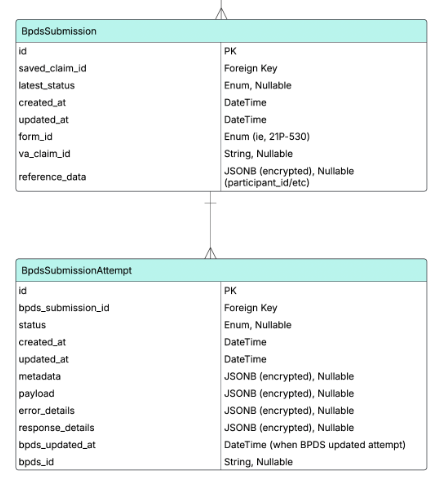 BpdsSubmission
id PK
saved_claim_id Foreign Key
latest_status Enum, Nullable
created_at DateTime
updated_at DateTime
form_id Enum (ie, 21P-530)
va_claim_id String, Nullable
reference_data JSONB (encrypted), Nullable
(participant_id/etc)
BpdsSubmissionAttempt
id PK
bpds_submission_id Foreign Key
status Enum, Nullable
created_at DateTime
updated_at DateTime
metadata JSONB (encrypted), Nullable
payload JSONB (encrypted), Nullable
error_details JSONB (encrypted), Nullable
response_details JSONB (encrypted), Nullable
bpds_updated_at DateTime (when BPDS updated attempt)
bpds_id String, Nullable